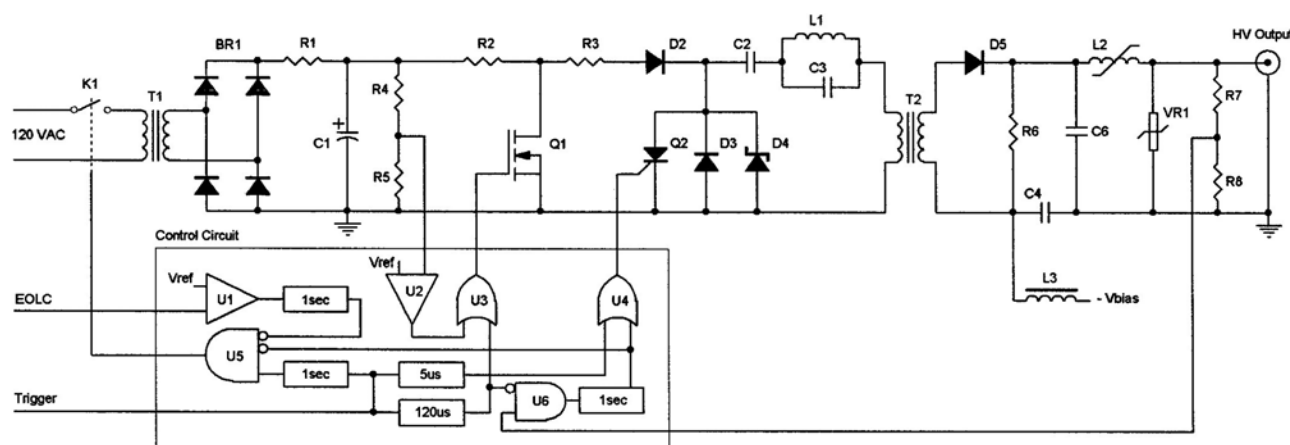 L1
HV Output
BR1
R1
R2
R3
D2
C2
D5
L2
K1
C3
T1
R4
T2
R7
120 VAC
+
C1
Q1
Q2
D3
D4
R6
C6
VR1
R5
R8
C4
Control Circuit
Vref
Vref
L3
- Vbias
EOLC
U1
1sec
U2
U3
U4
U5
1sec
5us
U6
1sec
Trigger
120us